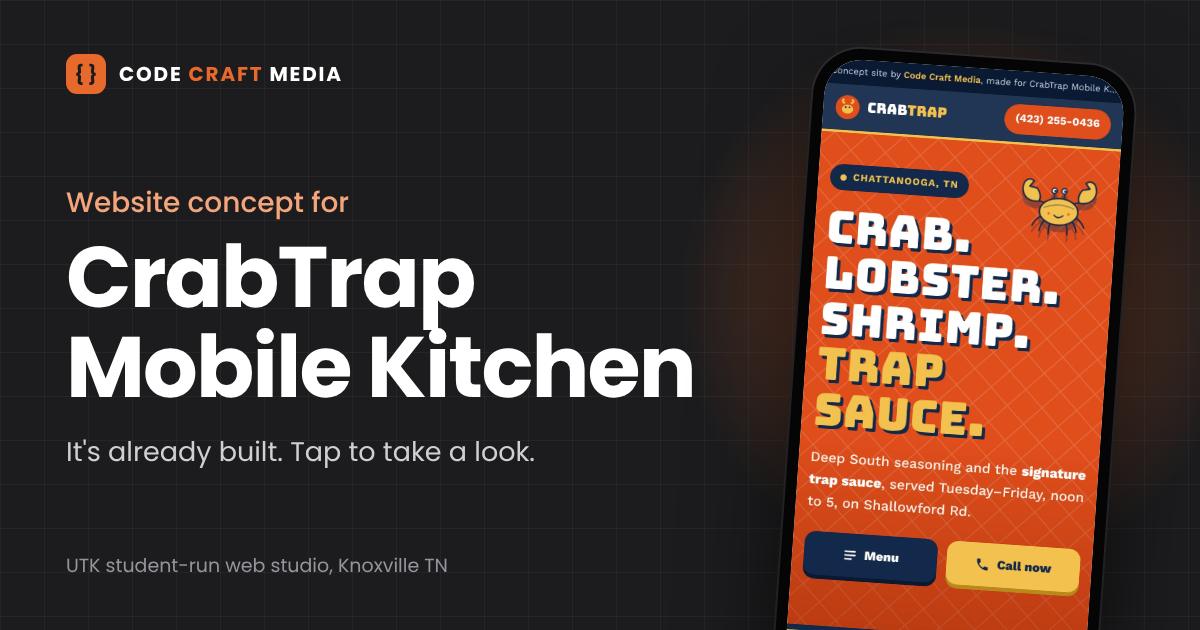 { } CODE CRAFT MEDIA
Website concept for
CrabTrap
Mobile Kitchen
It's already built. Tap to take a look.
UTK student-run web studio, Knoxville TN
concept site by Code Craft Media, made for CrabTrap Mobile K...
CRABTRAP
(423) 255-0436
CHATTANOOGA, TN
CRAB.
LOBSTER.
SHRIMP.
TRAP
SAUCE.
Deep South seasoning and the signature
trap sauce, served Tuesday–Friday, noon
to 5, on Shallowford Rd.
Menu
Call now